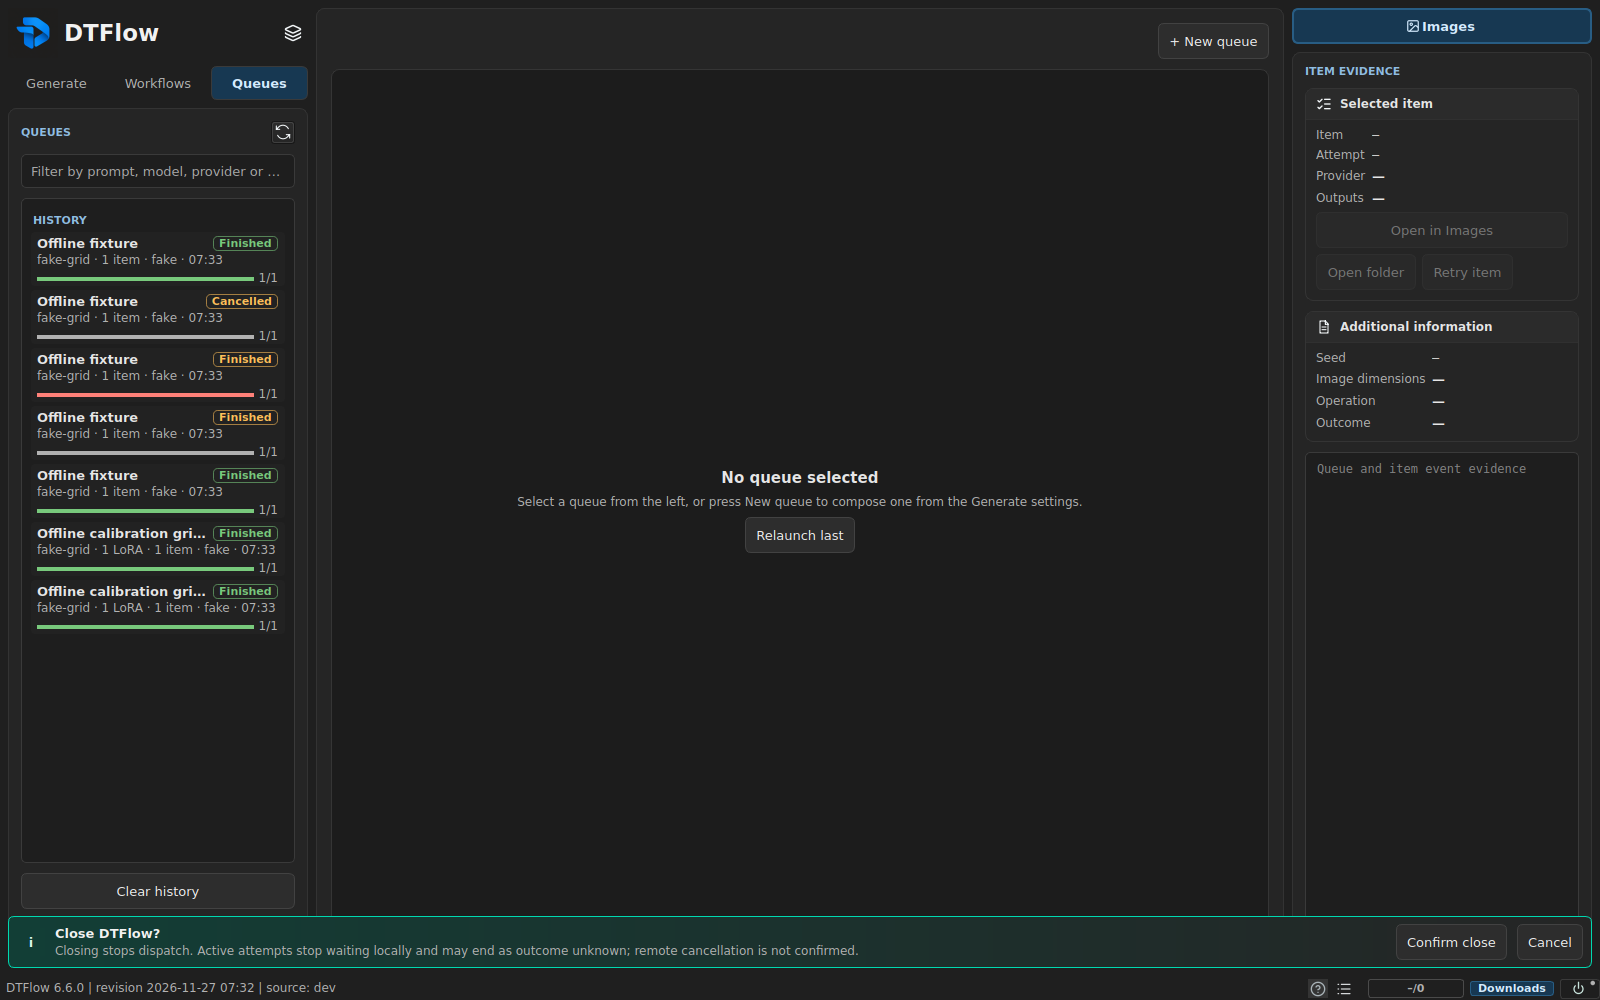 DTFlow
Generate
Workflows
Queues
QUEUES
Filter by prompt, model, provider or ...
HISTORY
Offline fixture
Finished
fake-grid · 1 item · fake · 07:33
1/1
Offline fixture
Cancelled
fake-grid · 1 item · fake · 07:33
1/1
Offline fixture
Finished
fake-grid · 1 item · fake · 07:33
1/1
Offline fixture
Finished
fake-grid · 1 item · fake · 07:33
1/1
Offline fixture
Finished
fake-grid · 1 item · fake · 07:33
1/1
Offline calibration gri...
Finished
fake-grid · 1 LoRA · 1 item · fake · 07:33
1/1
Offline calibration gri...
Finished
fake-grid · 1 LoRA · 1 item · fake · 07:33
1/1
Clear history
+ New queue
No queue selected
Select a queue from the left, or press New queue to compose one from the Generate settings.
Relaunch last
Images
ITEM EVIDENCE
Selected item
Item –
Attempt –
Provider —
Outputs —
Open in Images
Open folder
Retry item
Additional information
Seed –
Image dimensions —
Operation —
Outcome —
Queue and item event evidence
i
Close DTFlow?
Closing stops dispatch. Active attempts stop waiting locally and may end as outcome unknown; remote cancellation is not confirmed.
Confirm close
Cancel
DTFlow 6.6.0 | revision 2026-11-27 07:32 | source: dev
-/0
Downloads